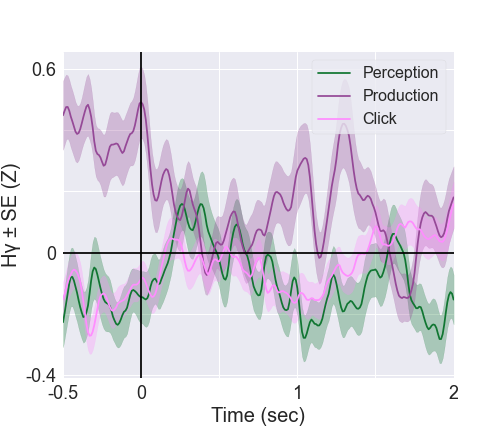 Perception
Production
Click
0.6
0
-0.4
Hγ ± SE (Z)
-0.5
0
1
2
Time (sec)